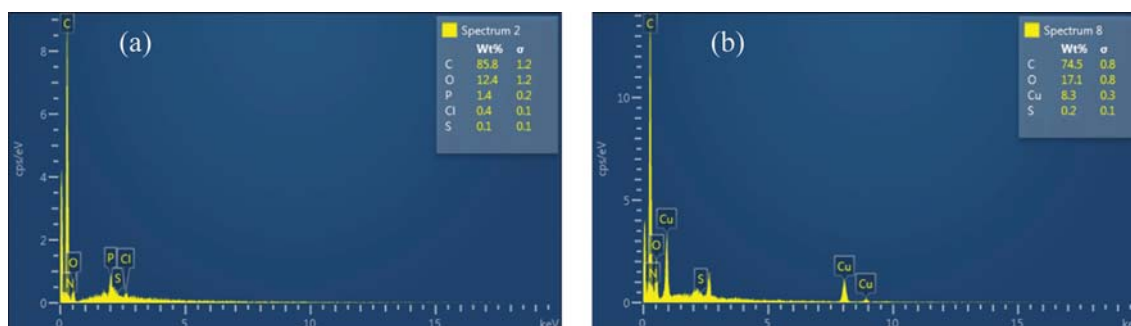 (a)
Spectrum 2
Wt% σ
C 85.8 1.2
O 12.4 1.2
P 1.4 0.2
Cl 0.4 0.1
S 0.1 0.1
cps/eV
8
6
4
2
0
C
O
N
P
S
Cl
0 5 10 15 keV
(b)
Spectrum 8
Wt% σ
C 74.5 0.8
O 17.1 0.8
Cu 8.3 0.3
S 0.2 0.1
cps/eV
10
5
0
C
Cu
O
N
S
Cu
Cu
0 5 10 15 keV